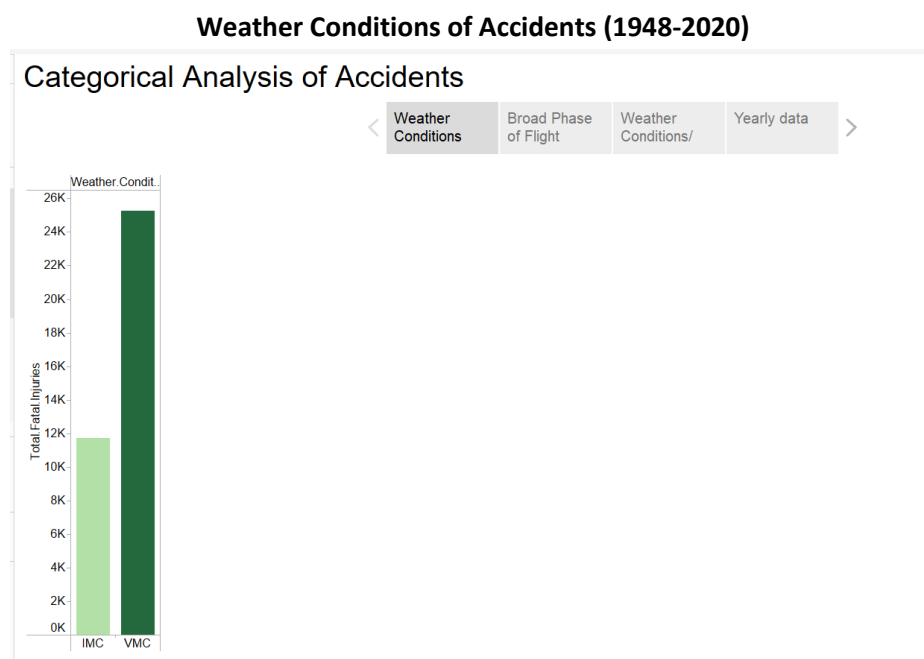 Weather Conditions of Accidents (1948-2020)
Categorical Analysis of Accidents
Weather
Conditions
Broad Phase
of Flight
Weather
Conditions/
Yearly data
Weather.Condit..
26K
24K
22K
20K
18K
16K
14K
12K
10K
8K
6K
4K
2K
0K
Total.Fatal.Injuries
IMC
VMC